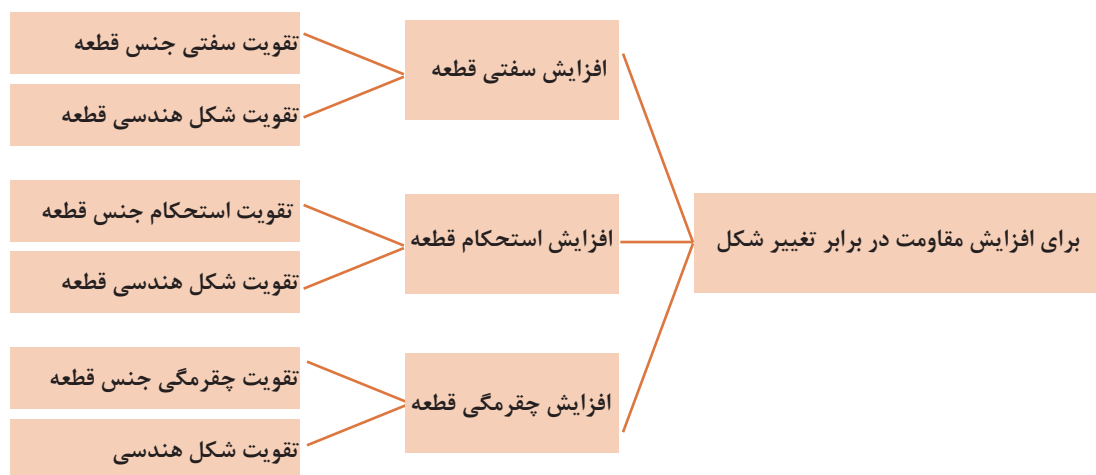 برای افزایش مقاومت در برابر تغییر شکل
افزایش سفتی قطعه
تقویت سفتی جنس قطعه
تقویت شکل هندسی قطعه
افزایش استحکام قطعه
تقویت استحکام جنس قطعه
تقویت شکل هندسی قطعه
افزایش چقرمگی قطعه
تقویت چقرمگی جنس قطعه
تقویت شکل هندسی